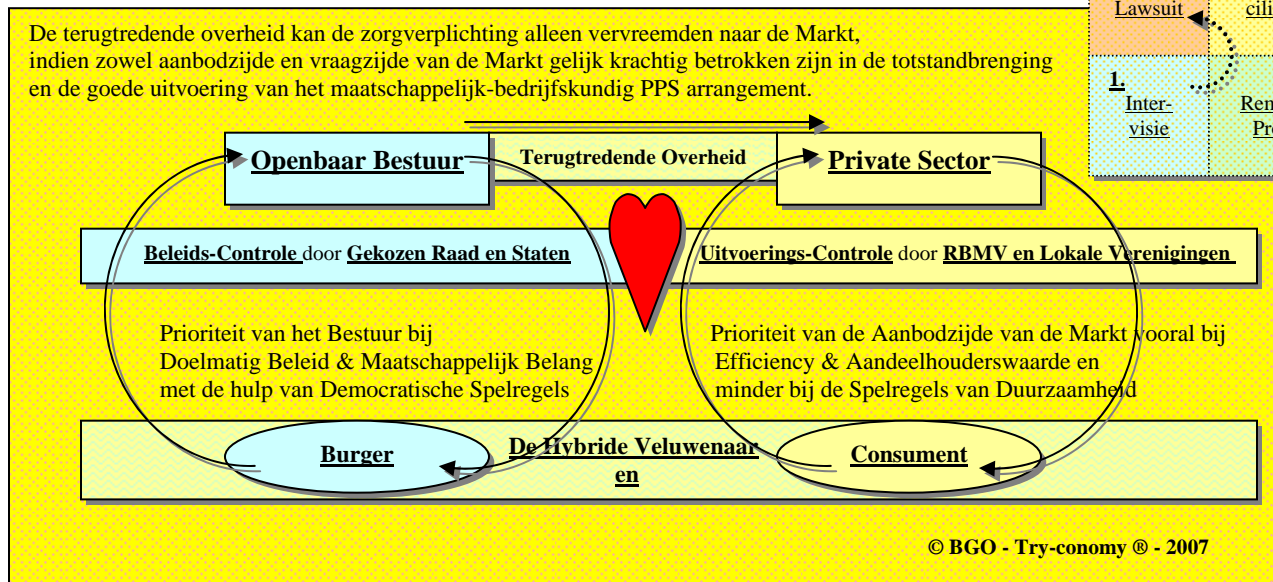 Lawsuit
De terugtredende overheid kan de zorgverplichting alleen vervreemden naar de Markt,
indien zowel aanbodzijde en vraagzijde van de Markt gelijk krachtig betrokken zijn in de totstandbrenging
en de goede uitvoering van het maatschappelijk-bedrijfskundig PPS arrangement.
1.
Inter-
visie
Openbaar Bestuur
Terugtredende Overheid
Private Sector
Beleids-Controle door Gekozen Raad en Staten
Uitvoerings-Controle door RBMV en Lokale Verenigingen
Prioriteit van het Bestuur bij
Doelmatig Beleid & Maatschappelijk Belang
met de hulp van Democratische Spelregels
Prioriteit van de Aanbodzijde van de Markt vooral bij
Efficiency & Aandeelhouderswaarde en
minder bij de Spelregels van Duurzaamheid
Burger
De Hybride Veluwenaar
en
Consument
© BGO - Try-conomy ® - 2007